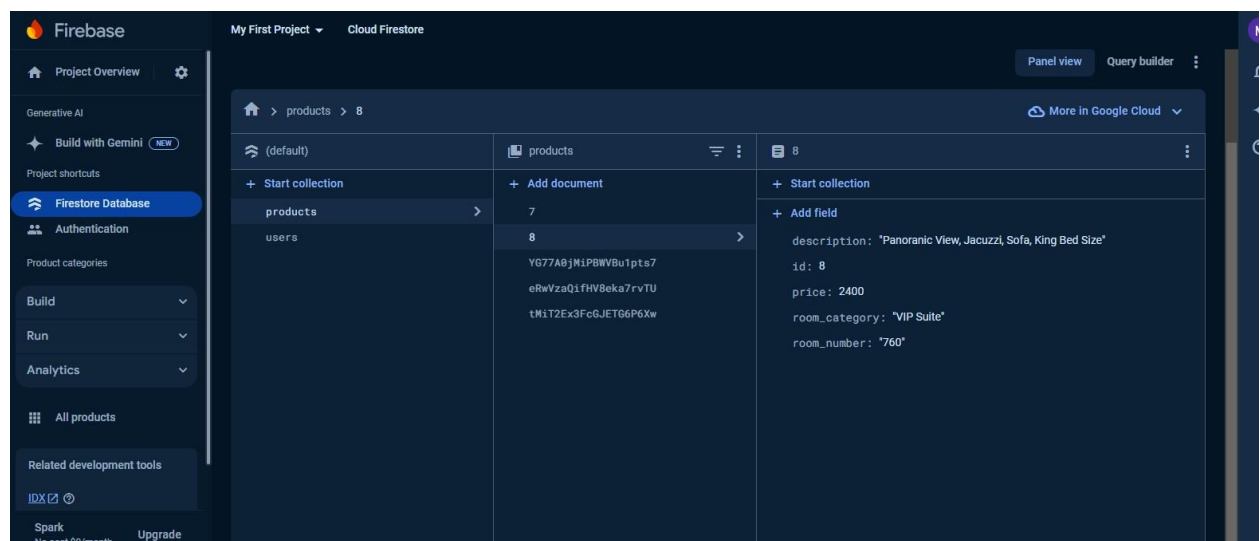 Firebase
My First Project
Cloud Firestore
Project Overview
Panel view
Query builder
Generative AI
Build with Gemini NEW
Project shortcuts
Firestore Database
Authentication
Product categories
Build
Run
Analytics
All products
Related development tools
IDX
Spark
Upgrade
> products > 8
More in Google Cloud
(default)
+ Start collection
products
users
products
+ Add document
7
8
YG77A0jMiPBWVBu1pts7
eRwVzaQifHV8eka7rvTU
tMiT2Ex3FcGJETG6P6Xw
8
+ Start collection
+ Add field
description: "Panoranic View, Jacuzzi, Sofa, King Bed Size"
id: 8
price: 2400
room_category: "VIP Suite"
room_number: "760"